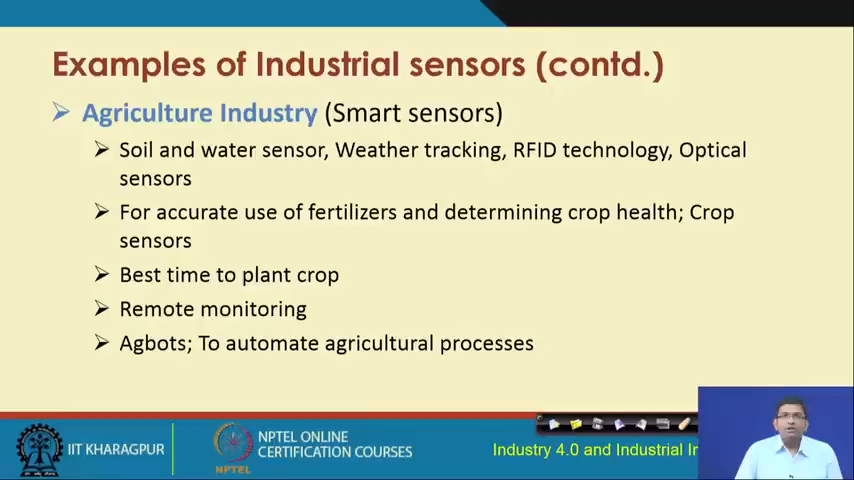 Examples of Industrial sensors (contd.)
Agriculture Industry (Smart sensors)
Soil and water sensor, Weather tracking, RFID technology, Optical
sensors
For accurate use of fertilizers and determining crop health; Crop
sensors
Best time to plant crop
Remote monitoring
Agbots; To automate agricultural processes
IIT KHARAGPUR
NPTEL
NPTEL ONLINE
CERTIFICATION COURSES
Industry 4.0 and Industrial In